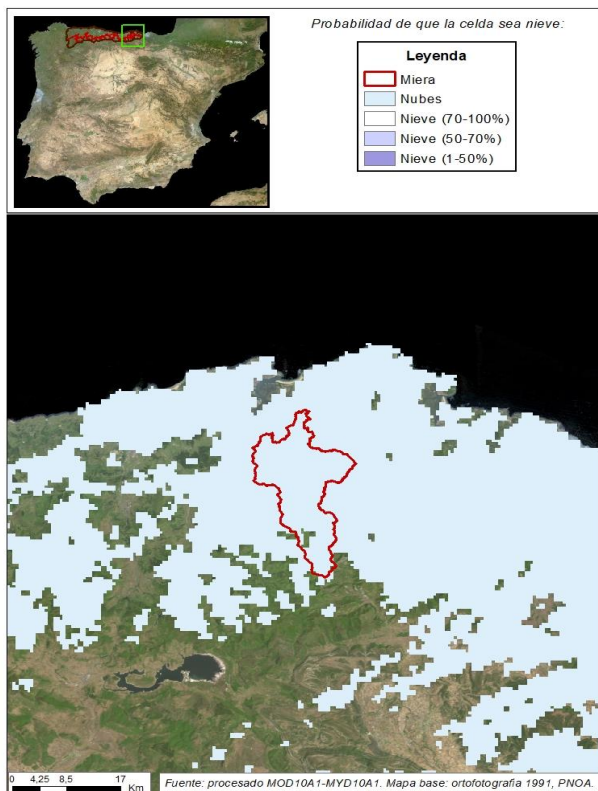 Probabilidad de que la celda sea nieve:
Leyenda
Miera
Nubes
Nieve (70-100%)
Nieve (50-70%)
Nieve (1-50%)
0 4,25 8,5 17
Km
Fuente: procesado MOD10A1-MYD10A1. Mapa base: ortofotografia 1991, PNOA.